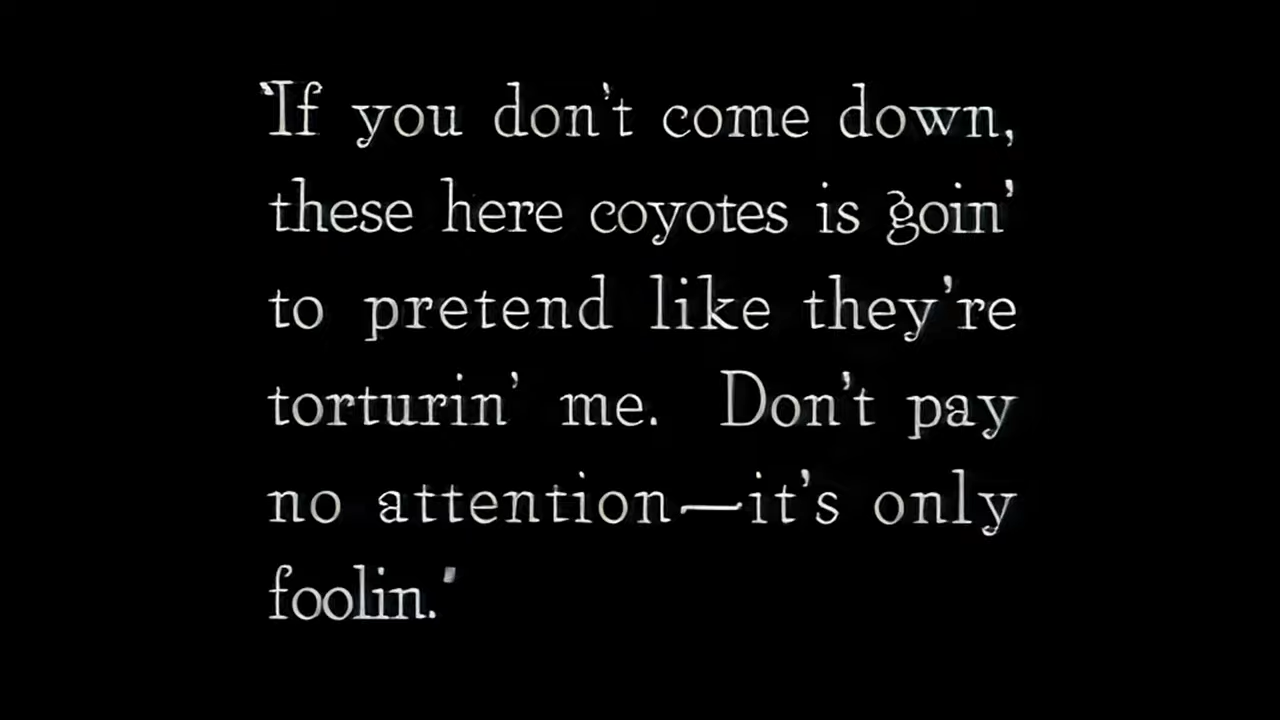 "If you don't come down,
these here coyotes is goin'
to pretend like they're
torturin' me. Don't pay
no attention—it's only
foolin."